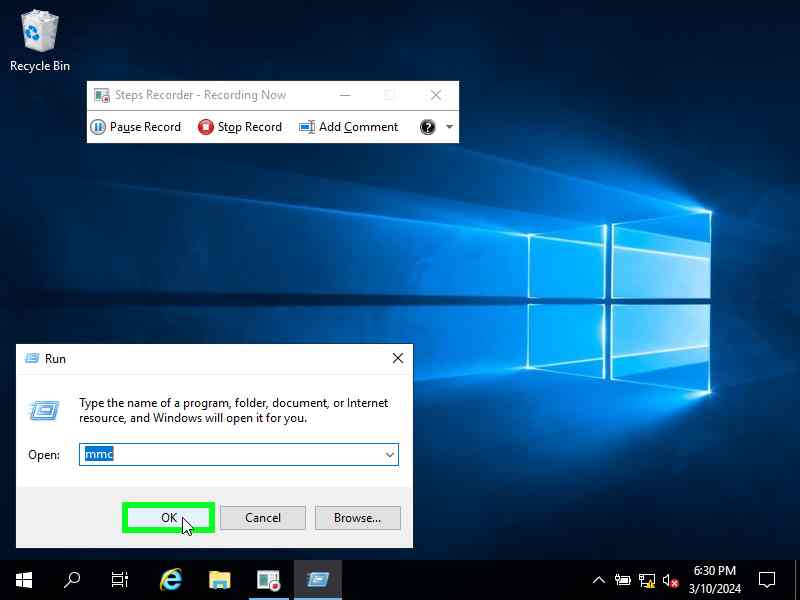 Recycle Bin
Steps Recorder - Recording Now
Pause Record
Stop Record
Add Comment
?
Run
Type the name of a program, folder, document, or Internet
resource, and Windows will open it for you.
Open:
mmc
OK
Cancel
Browse...
6:30 PM
3/10/2024